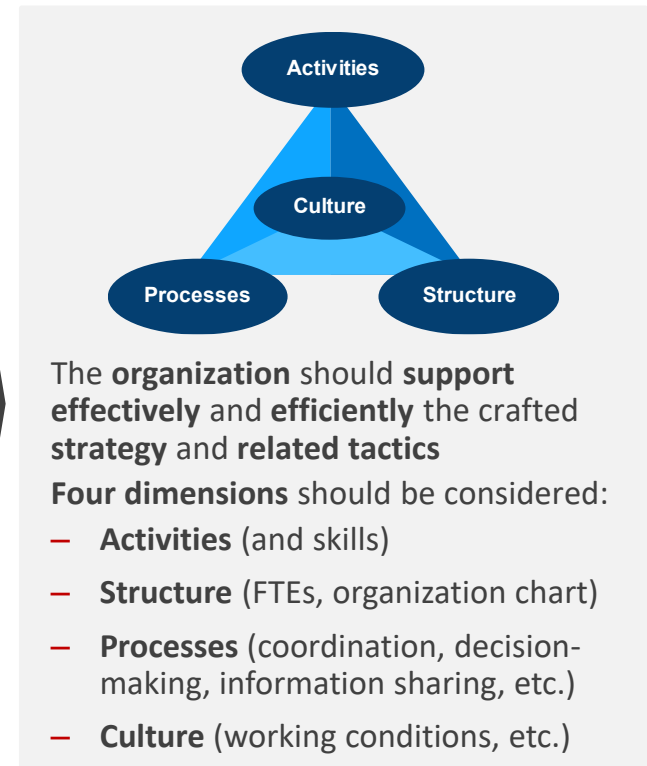 Activities
Culture
Processes
Structure
The organization should support
effectively and efficiently the crafted
strategy and related tactics
Four dimensions should be considered:
– Activities (and skills)
– Structure (FTEs, organization chart)
– Processes (coordination, decision-
making, information sharing, etc.)
– Culture (working conditions, etc.)